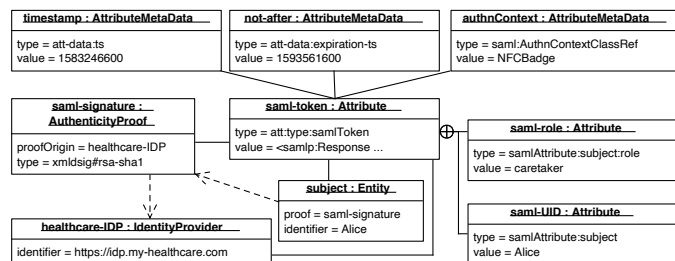 timestamp : AttributeMetaData
type = att-data:ts
value = 1583246600
not-after : AttributeMetaData
type = att-data:expiration-ts
value = 1593561600
authnContext : AttributeMetaData
type = saml:AuthnContextClassRef
value = NFCBadge
saml-signature :
AuthenticityProof
proofOrigin = healthcare-IDP
type = xmldsig#rsa-sha1
saml-token : Attribute
type = att:type:samlToken
value = <samlp:Response ...
saml-role : Attribute
type = samlAttribute:subject:role
value = caretaker
subject : Entity
proof = saml-signature
identifier = Alice
saml-UID : Attribute
type = samlAttribute:subject
value = Alice
healthcare-IDP : IdentityProvider
identifier = https://idp.my-healthcare.com